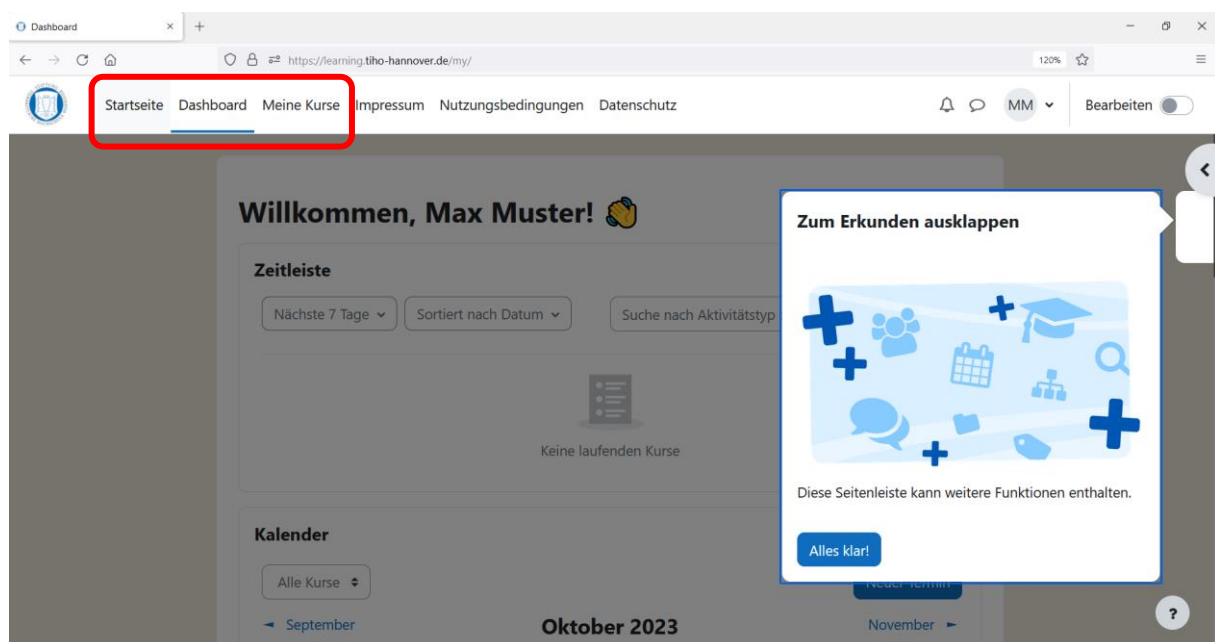 Dashboard
https://learning.tiho-hannover.de/my/
120%
Startseite Dashboard Meine Kurse Impressum Nutzungsbedingungen Datenschutz MM Bearbeiten
Willkommen, Max Muster!
Zeitleiste
Nächste 7 Tage Sortiert nach Datum Suche nach Aktivitätstyp
Keine laufenden Kurse
Zum Erkunden ausklappen
Diese Seitenleiste kann weitere Funktionen enthalten.
Alles klar!
Kalender
Alle Kurse Neuer Termin
◄ September Oktober 2023 November ►
?